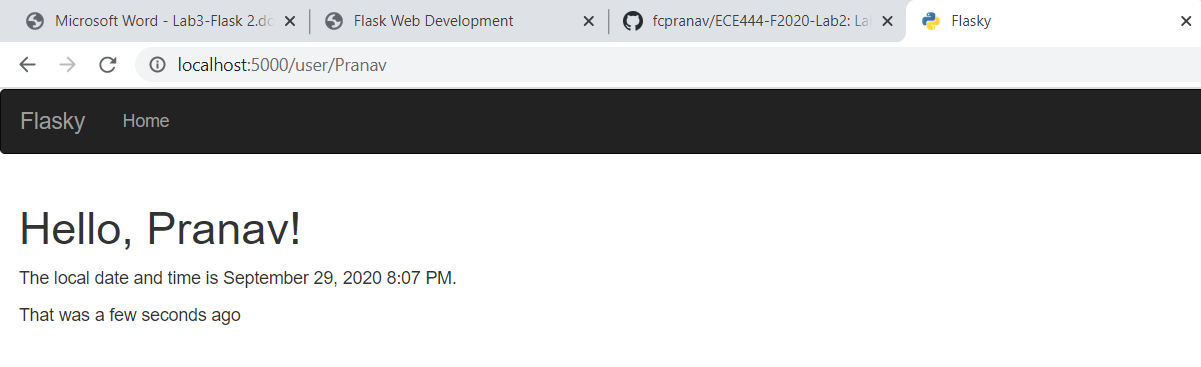 Microsoft Word - Lab3-Flask 2.do
Flask Web Development
fcpranav/ECE444-F2020-Lab2: La
Flasky
localhost:5000/user/Pranav
Flasky Home
Hello, Pranav!
The local date and time is September 29, 2020 8:07 PM.
That was a few seconds ago